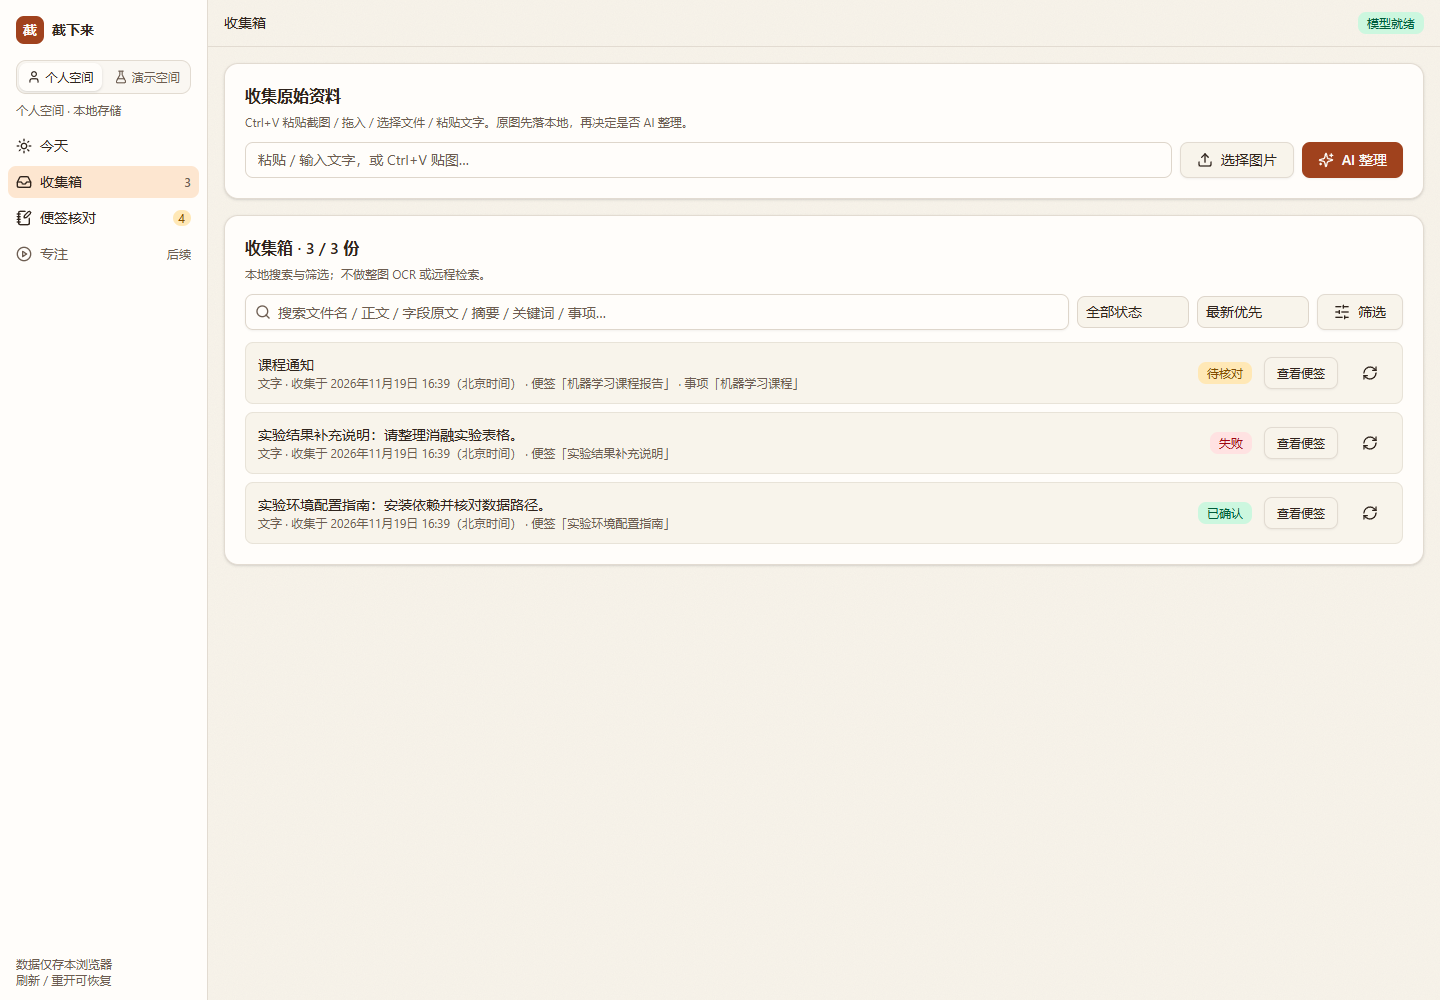 截 截下来
个人空间 演示空间
个人空间 · 本地存储
今天
收集箱 3
便签核对 4
专注 后续
数据仅存本浏览器
刷新 / 重开可恢复
收集箱 模型就绪
收集原始资料
Ctrl+V 粘贴截图 / 拖入 / 选择文件 / 粘贴文字。原图先落本地，再决定是否 AI 整理。
粘贴 / 输入文字，或 Ctrl+V 贴图... 选择图片 AI 整理
收集箱 · 3 / 3 份
本地搜索与筛选；不做整图 OCR 或远程检索。
搜索文件名 / 正文 / 字段原文 / 摘要 / 关键词 / 事项... 全部状态 最新优先 筛选
课程通知
文字 · 收集于 2026年11月19日 16:39（北京时间） · 便签「机器学习课程报告」 · 事项「机器学习课程」
待核对 查看便签
实验结果补充说明：请整理消融实验表格。
文字 · 收集于 2026年11月19日 16:39（北京时间） · 便签「实验结果补充说明」
失败 查看便签
实验环境配置指南：安装依赖并核对数据路径。
文字 · 收集于 2026年11月19日 16:39（北京时间） · 便签「实验环境配置指南」
已确认 查看便签